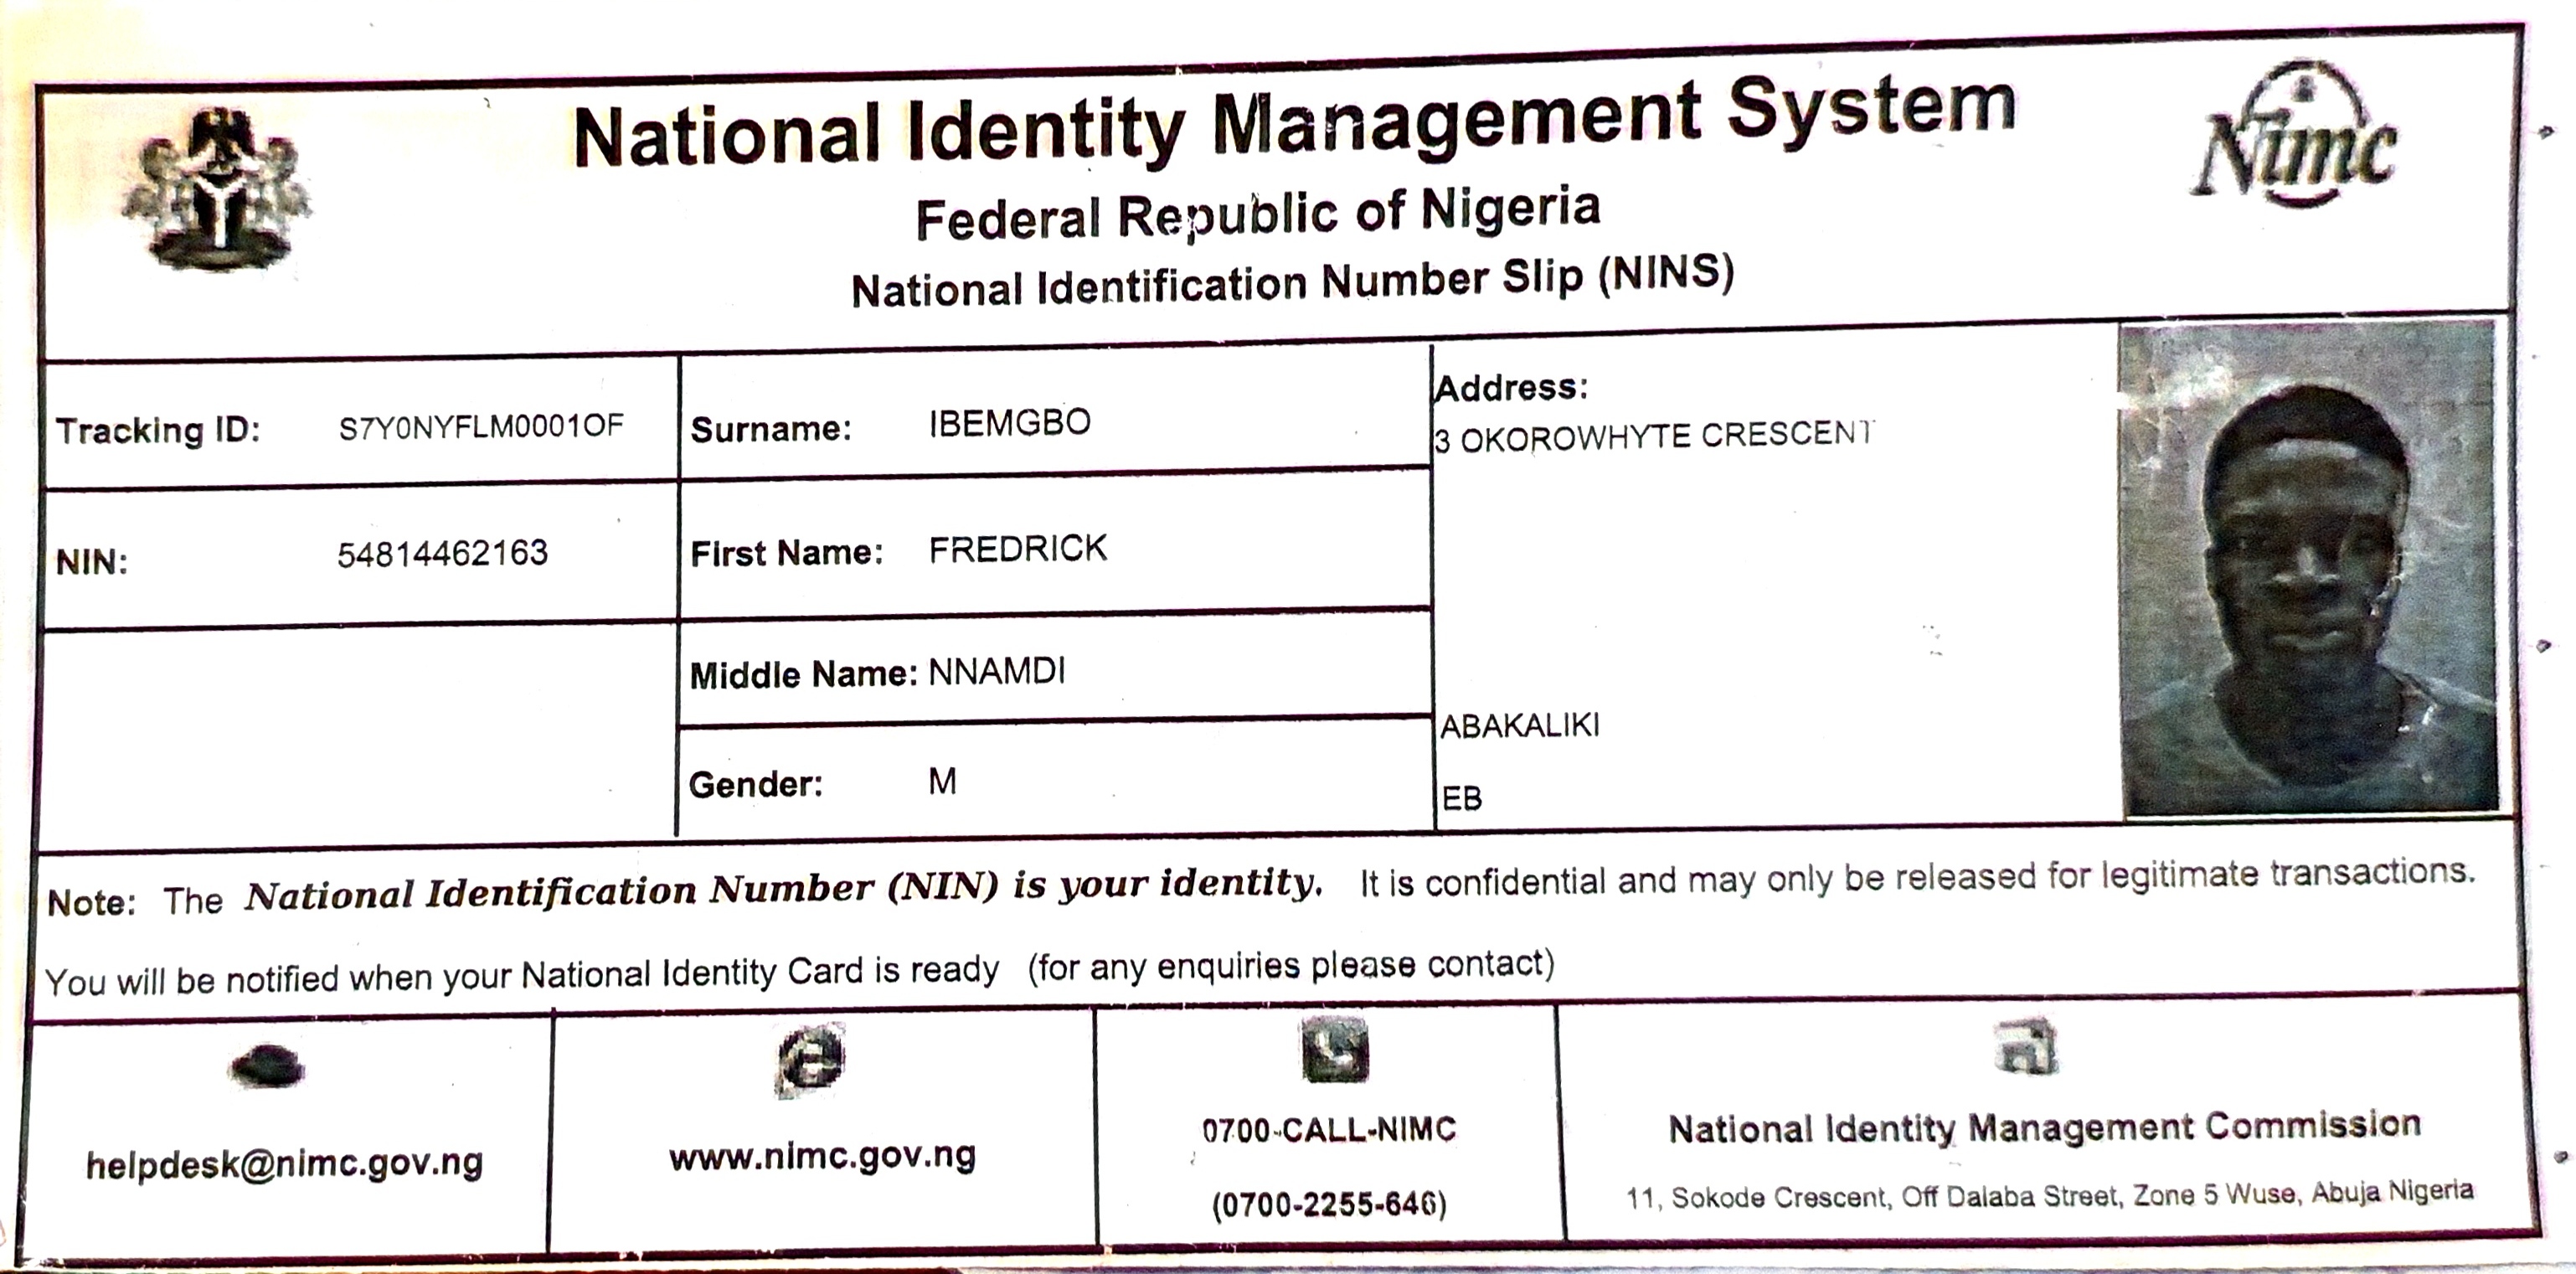 National Identity Management System
Federal Republic of Nigeria
National Identification Number Slip (NINS)
Nimc
Tracking ID: S7Y0NYFLM0001OF
Surname: IBEMGBO
Address:
3 OKOROWHYTE CRESCENT
NIN: 54814462163
First Name: FREDRICK
Middle Name: NNAMDI
ABAKALIKI
Gender: M
EB
Note: The National Identification Number (NIN) is your identity. It is confidential and may only be released for legitimate transactions.
You will be notified when your National Identity Card is ready (for any enquiries please contact)
helpdesk@nimc.gov.ng
www.nimc.gov.ng
0700-CALL-NIMC
(0700-2255-646)
National Identity Management Commission
11, Sokode Crescent, Off Dalaba Street, Zone 5 Wuse, Abuja Nigeria